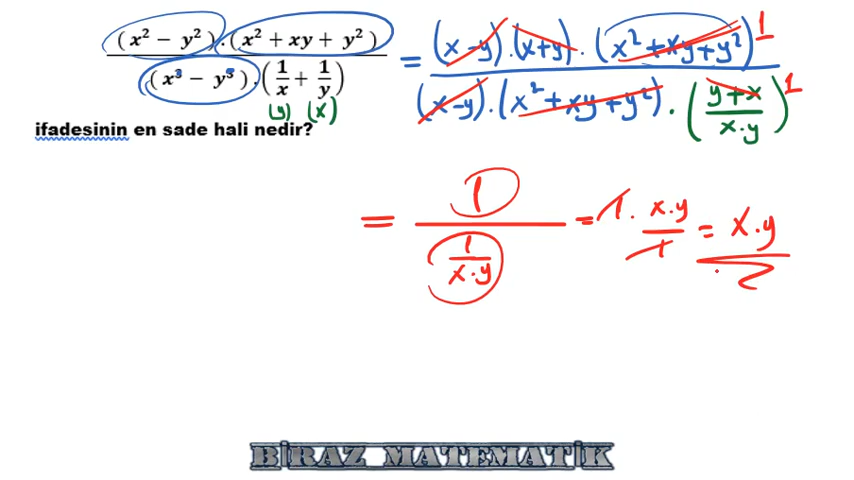 (x² − y²).(x² + xy + y²) / (x³ − y³).(1/x + 1/y) = (x-y).(x+y).(x²+xy+y²) 1 / (x-y).(x²+xy+y²).(y+x / x.y) 1
(y) (x)
ifadesinin en sade hali nedir?
= 1 / (1 / x.y) = 1. x.y / 1 = x.y
BİRAZ MATEMATİK